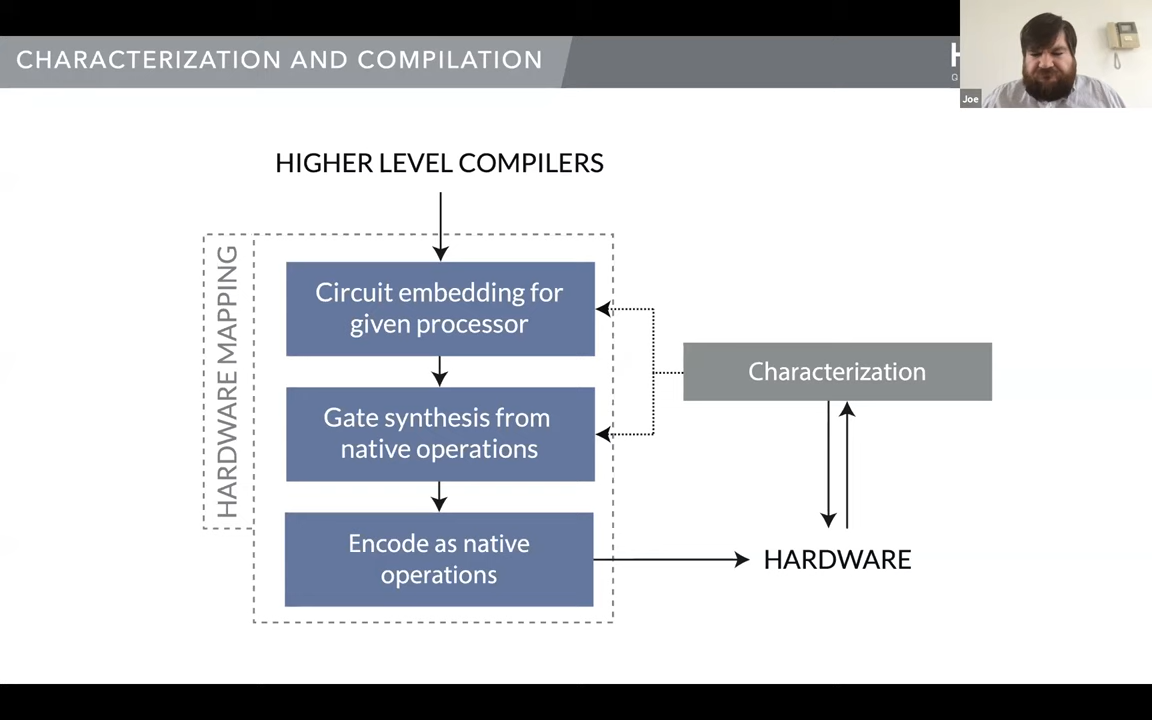 CHARACTERIZATION AND COMPILATION
Joe
HIGHER LEVEL COMPILERS
HARDWARE MAPPING
Circuit embedding for
given processor
Gate synthesis from
native operations
Encode as native
operations
Characterization
HARDWARE